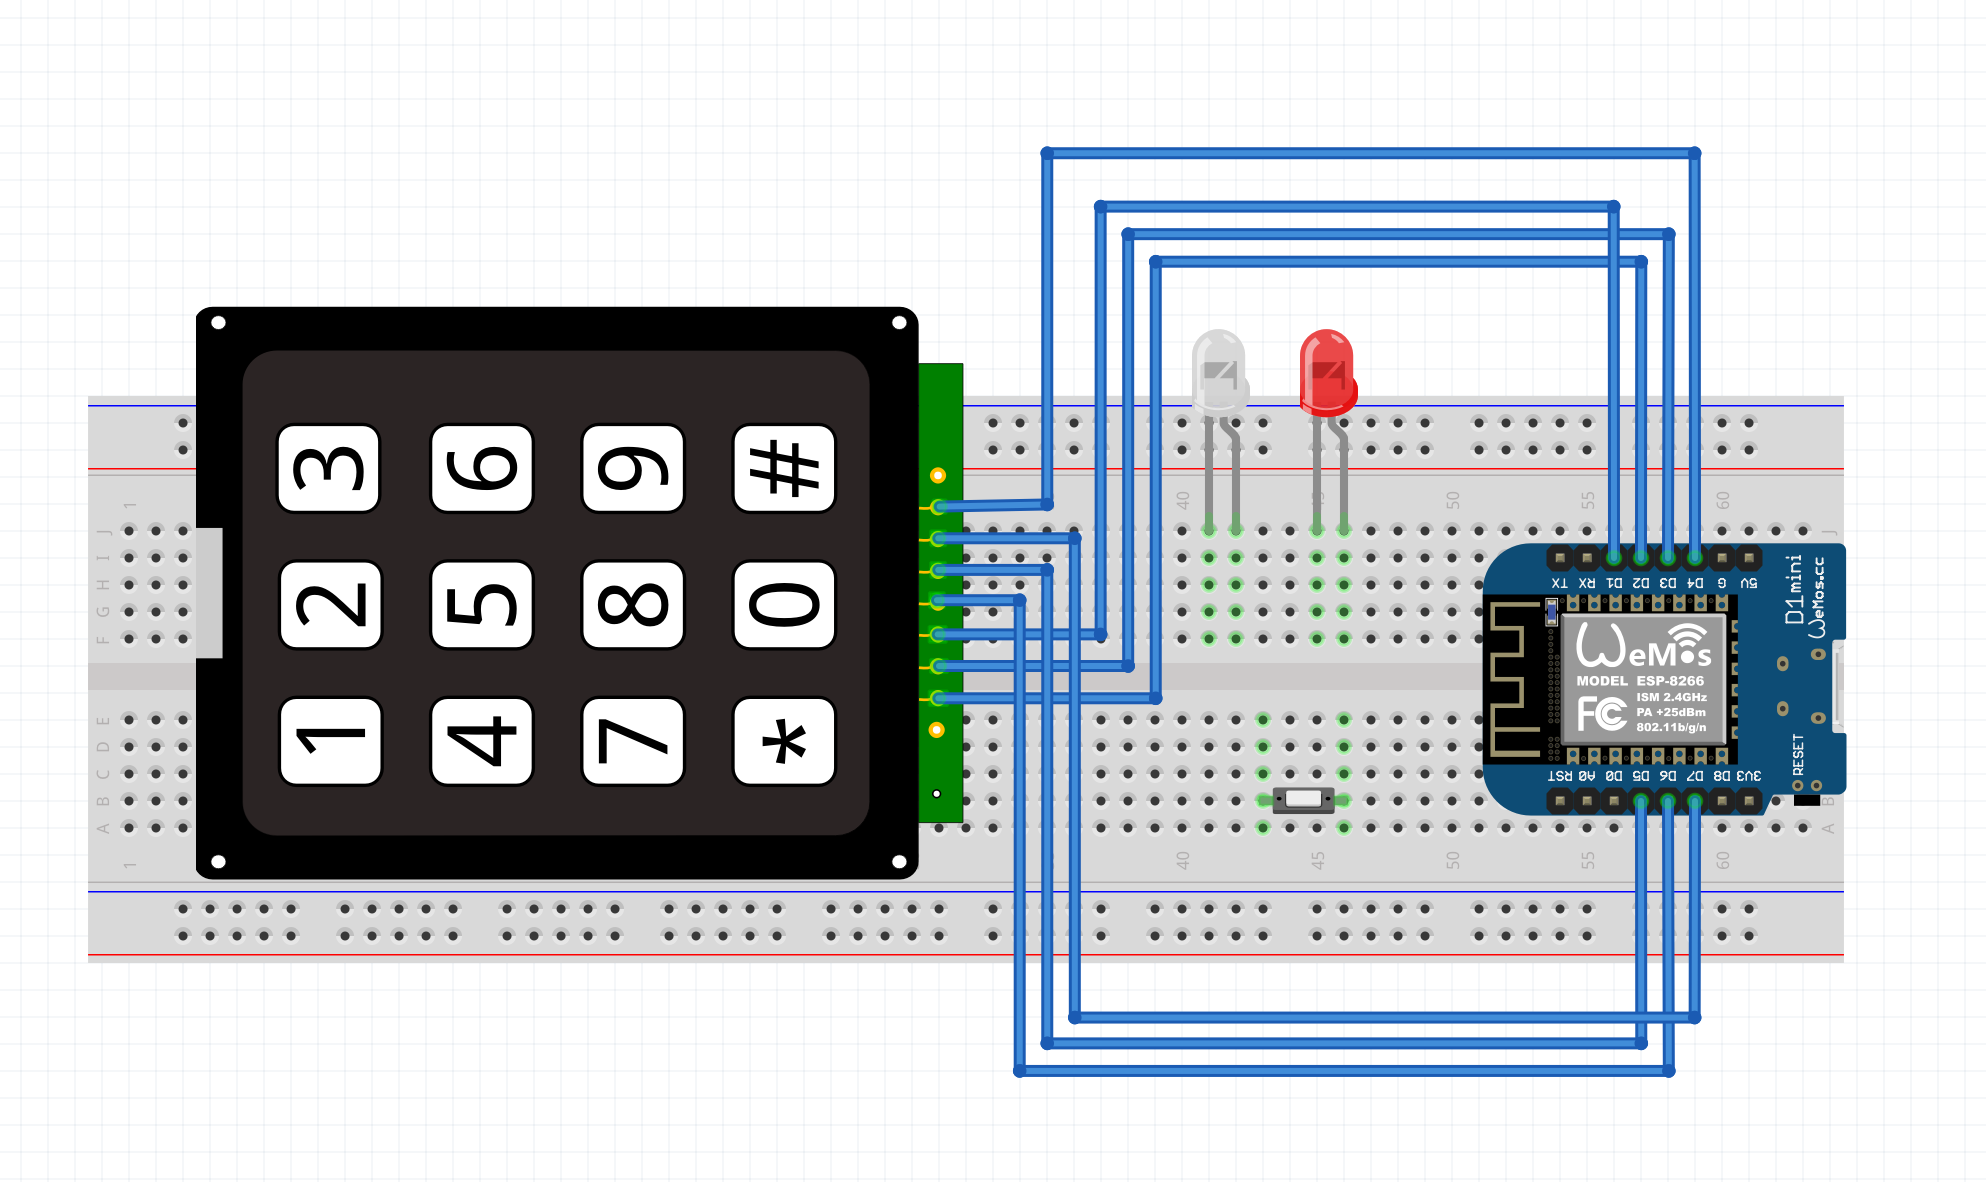 3 6 9 #
2 5 8 0
1 4 7 *
1 40 45 50 55 60
J
I
H
G
F
E
D
C
B
A
1 40 45 50 55 60
J
B
A
TX RX D1 D2 D3 D4 G 5V
D1mini
WeMos.cc
WeMos
MODEL ESP-8266
ISM 2.4GHz
FC PA +25dBm
802.11b/g/n
RESET
RST A0 D0 D5 D6 D7 D8 3V3